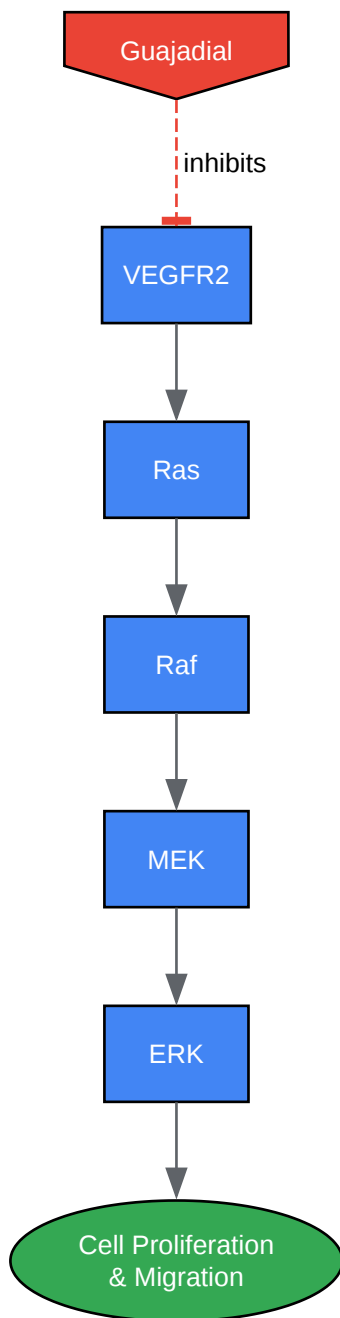 Guajadial
inhibits
VEGFR2
Ras
Raf
MEK
ERK
Cell Proliferation
& Migration